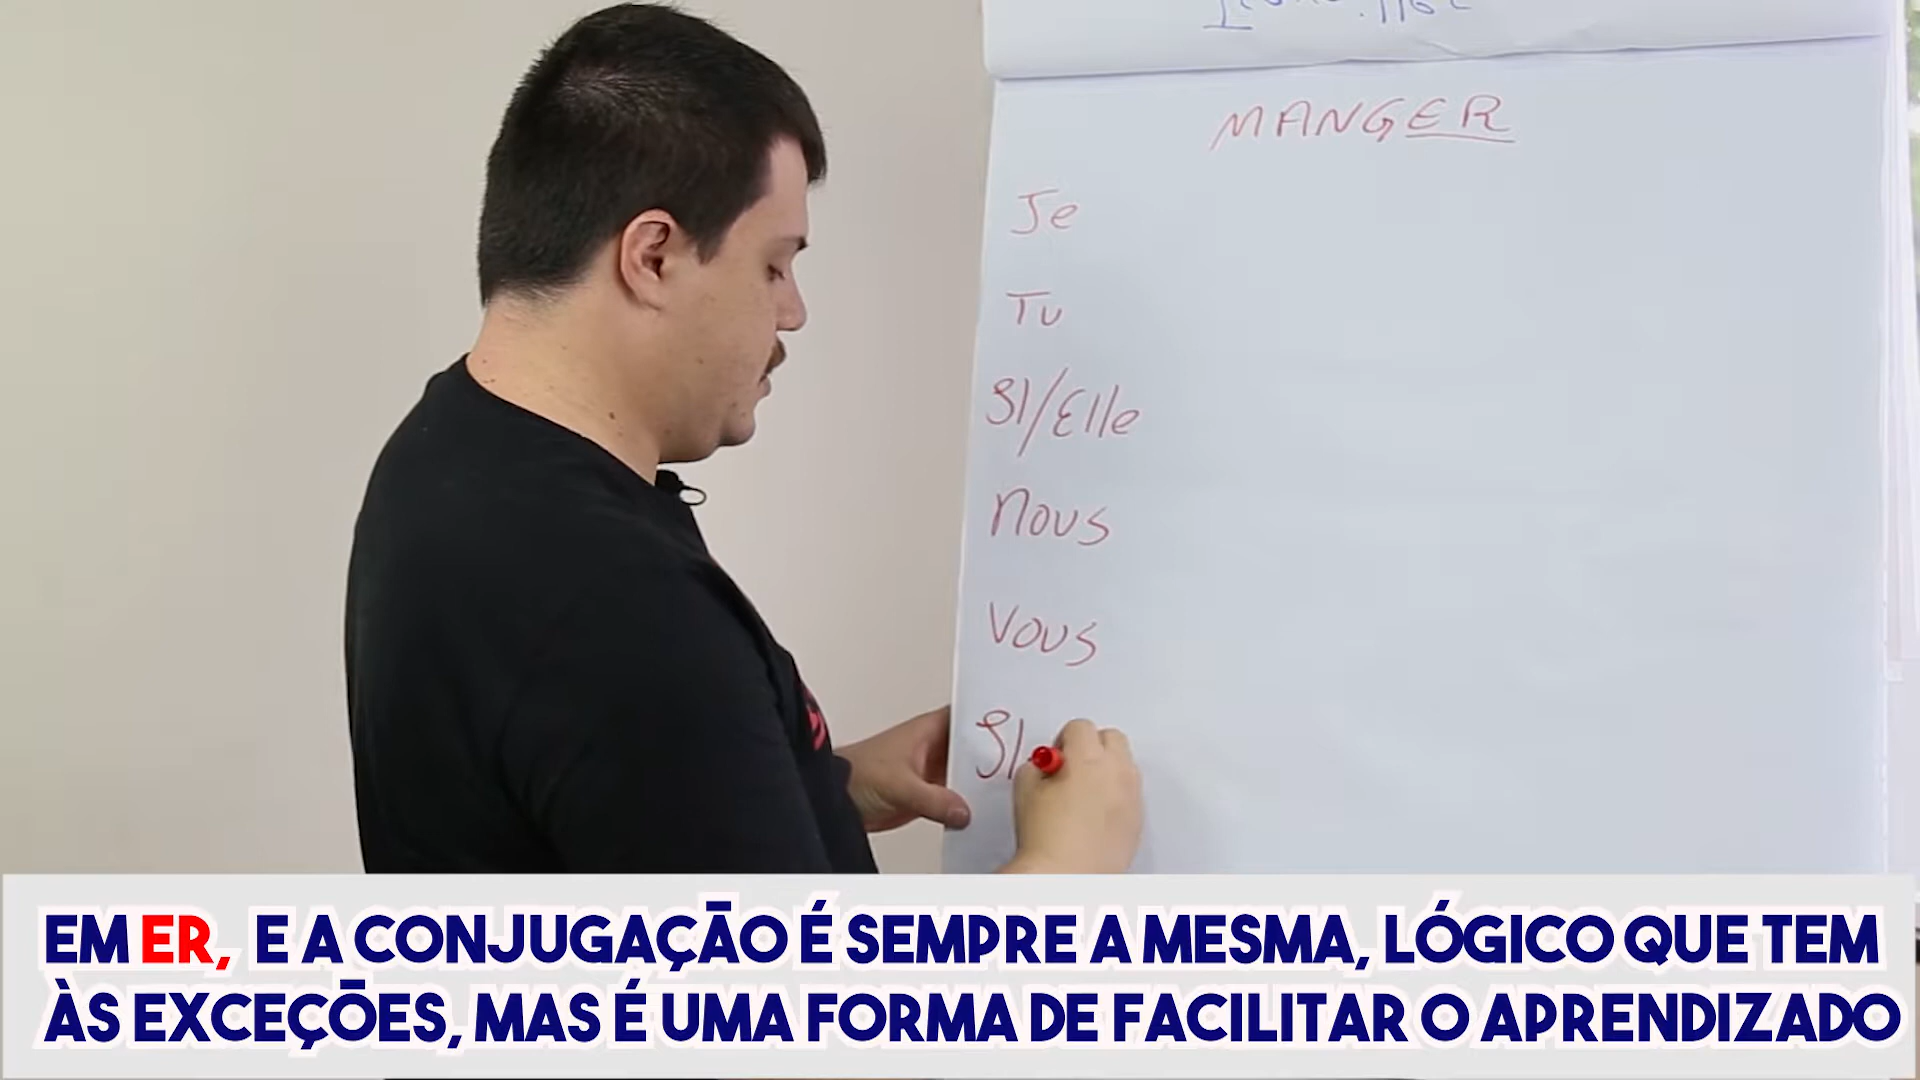 MANGER
Je
Tu
Il/Elle
Nous
Vous
Il
EM ER, E A CONJUGAÇÃO É SEMPRE A MESMA, LÓGICO QUE TEM
ÀS EXCEÇÕES, MAS É UMA FORMA DE FACILITAR O APRENDIZADO